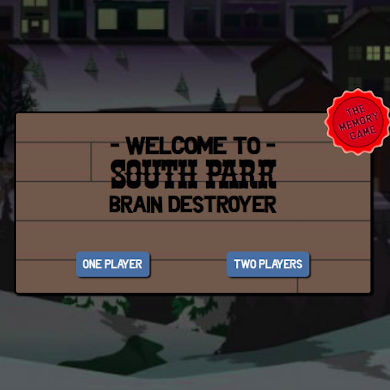 - WELCOME TO -
SOUTH PARK
BRAIN DESTROYER
THE
MEMORY
GAME
ONE PLAYER
TWO PLAYERS